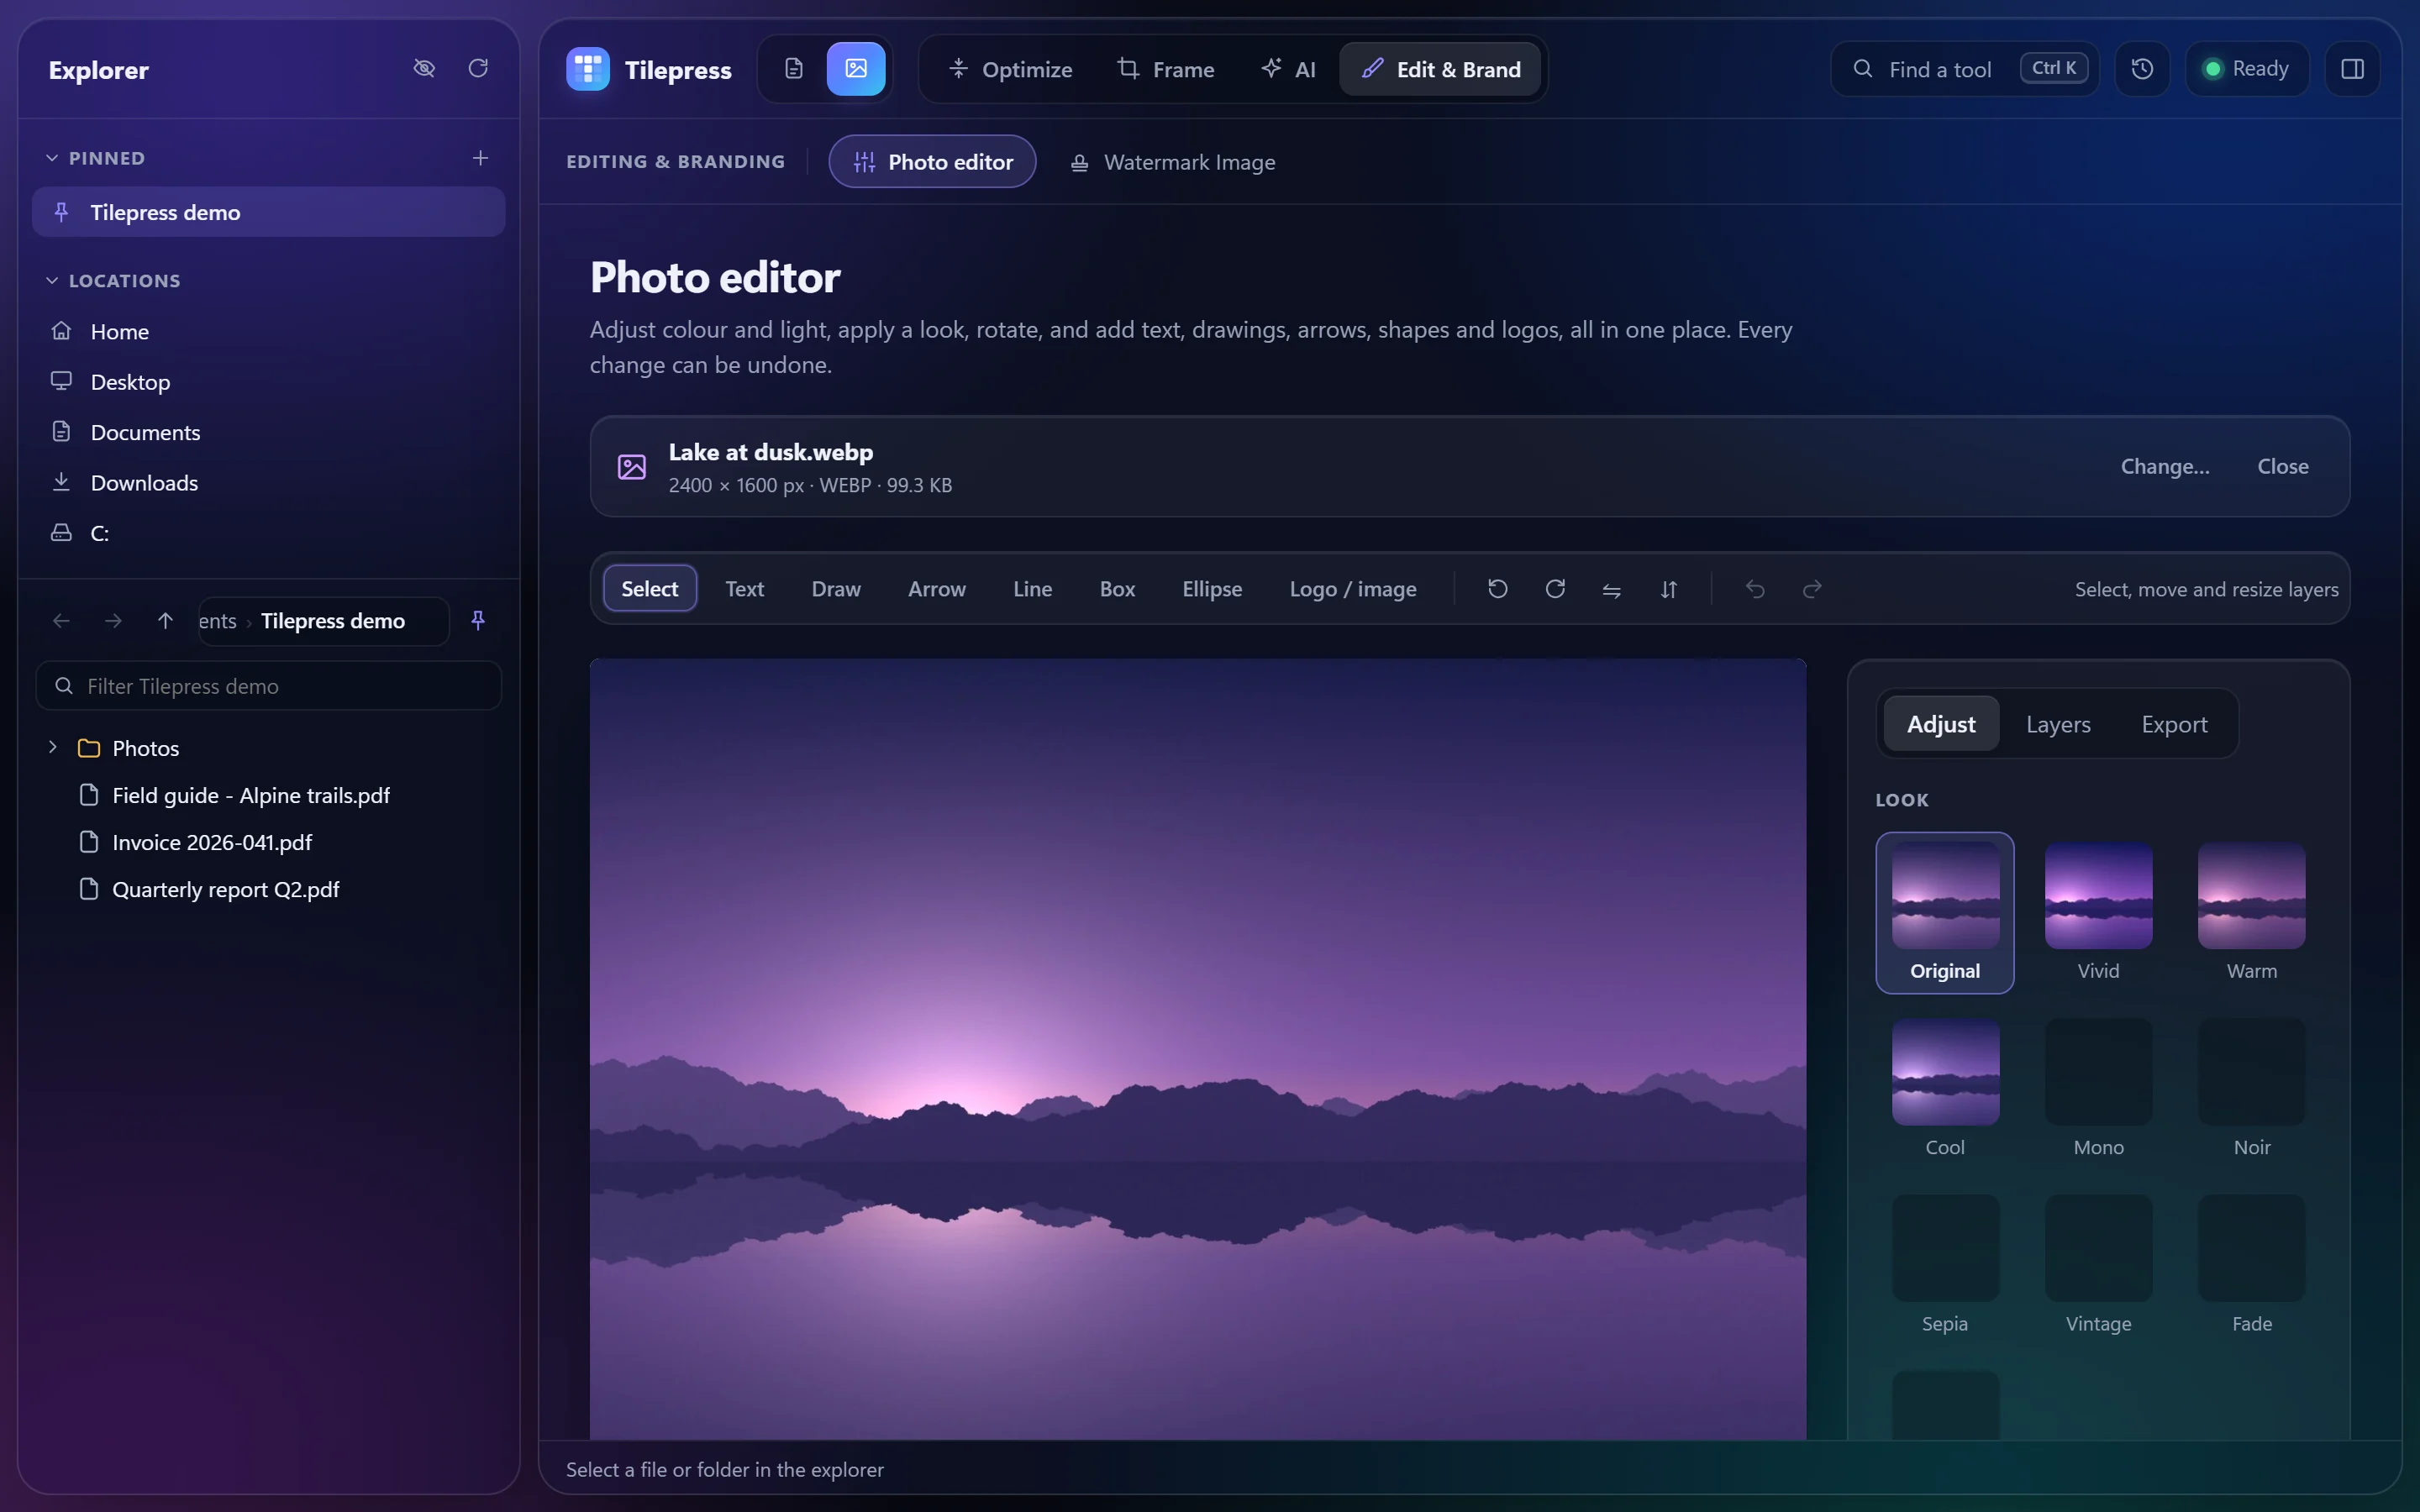 Explorer
PINNED
Tilepress demo
LOCATIONS
Home
Desktop
Documents
Downloads
C:
ents › Tilepress demo
Filter Tilepress demo
Photos
Field guide - Alpine trails.pdf
Invoice 2026-041.pdf
Quarterly report Q2.pdf
Tilepress
Optimize
Frame
AI
Edit & Brand
Find a tool
Ctrl K
Ready
EDITING & BRANDING
Photo editor
Watermark Image
Photo editor
Adjust colour and light, apply a look, rotate, and add text, drawings, arrows, shapes and logos, all in one place. Every
change can be undone.
Lake at dusk.webp
2400 × 1600 px · WEBP · 99.3 KB
Change...
Close
Select
Text
Draw
Arrow
Line
Box
Ellipse
Logo / image
Select, move and resize layers
Adjust
Layers
Export
LOOK
Original
Vivid
Warm
Cool
Mono
Noir
Sepia
Vintage
Fade
Select a file or folder in the explorer